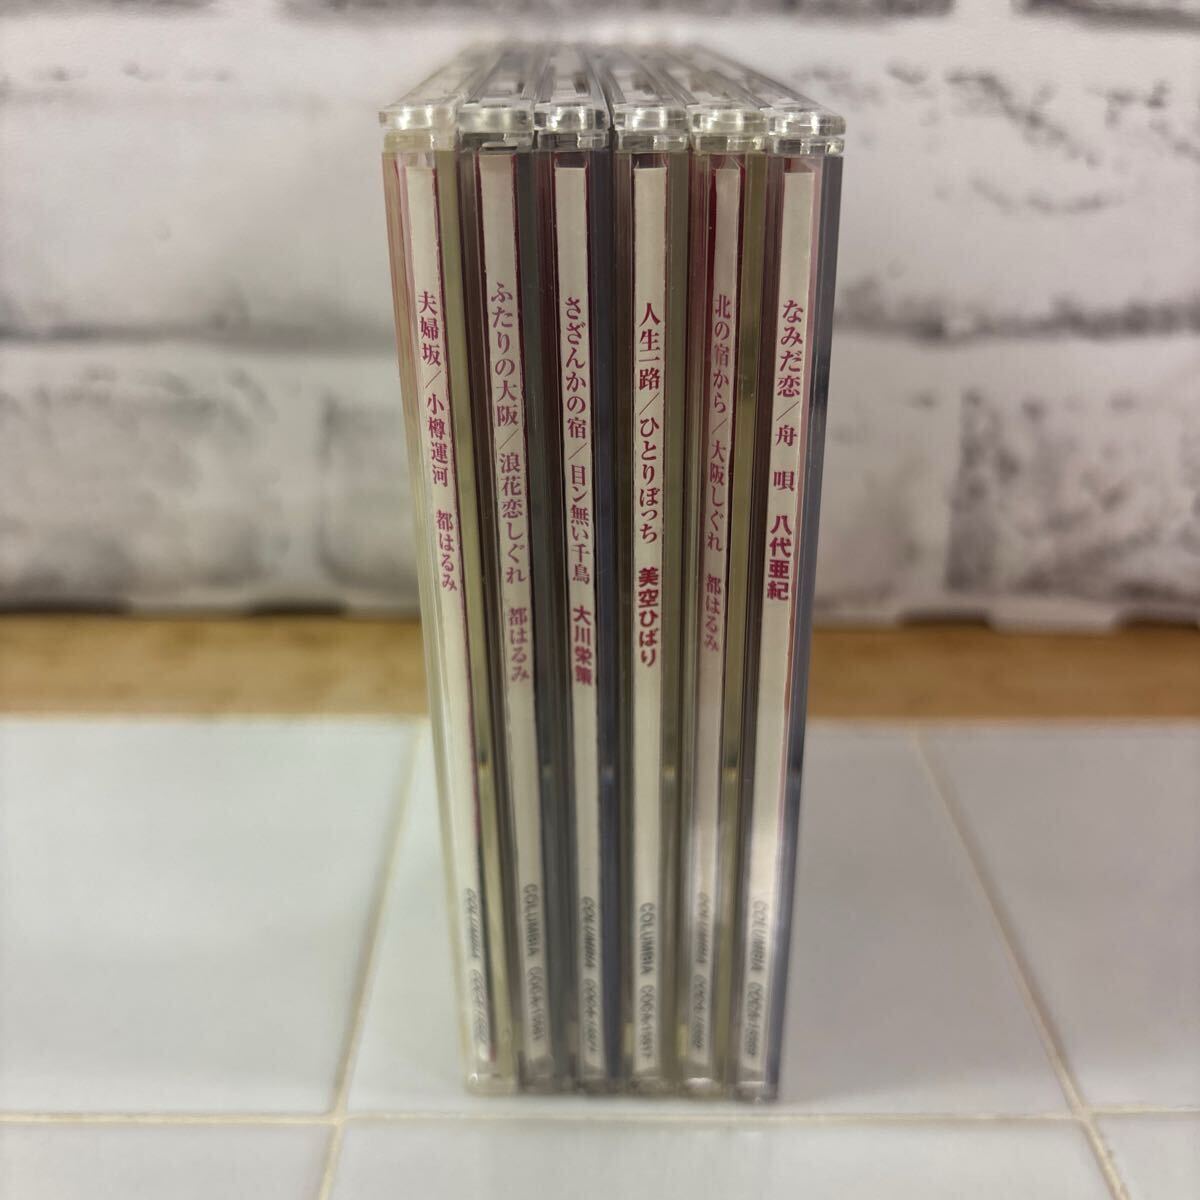 夫婦坂/小樽運河 都はるみ COLUMBIA
ふたりの大阪/浪花恋しぐれ 都はるみ COLUMBIA
さざんかの宿/目ン無い千鳥 大川栄策 COLUMBIA
人生一路/ひとりぼっち 美空ひばり COLUMBIA
北の宿から/大阪しぐれ 都はるみ COLUMBIA
なみだ恋/舟唄 八代亜紀 COLUMBIA